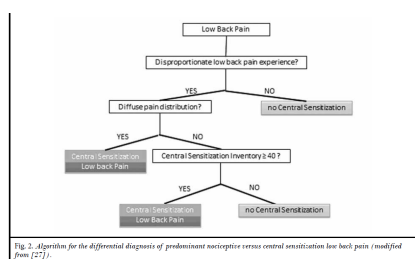 Low Back Pain
Disproportionate low back pain experience?
YES
NO
Diffuse pain distribution?
no Central Sensitization
YES
NO
Central Sensitization
Low back Pain
Central Sensitization Inventory ≥ 40 ?
YES
NO
Central Sensitization
Low Back Pain
no Central Sensitization
Fig. 2. Algorithm for the differential diagnosis of predominant nociceptive versus central sensitization low back pain (modified
from [27]).